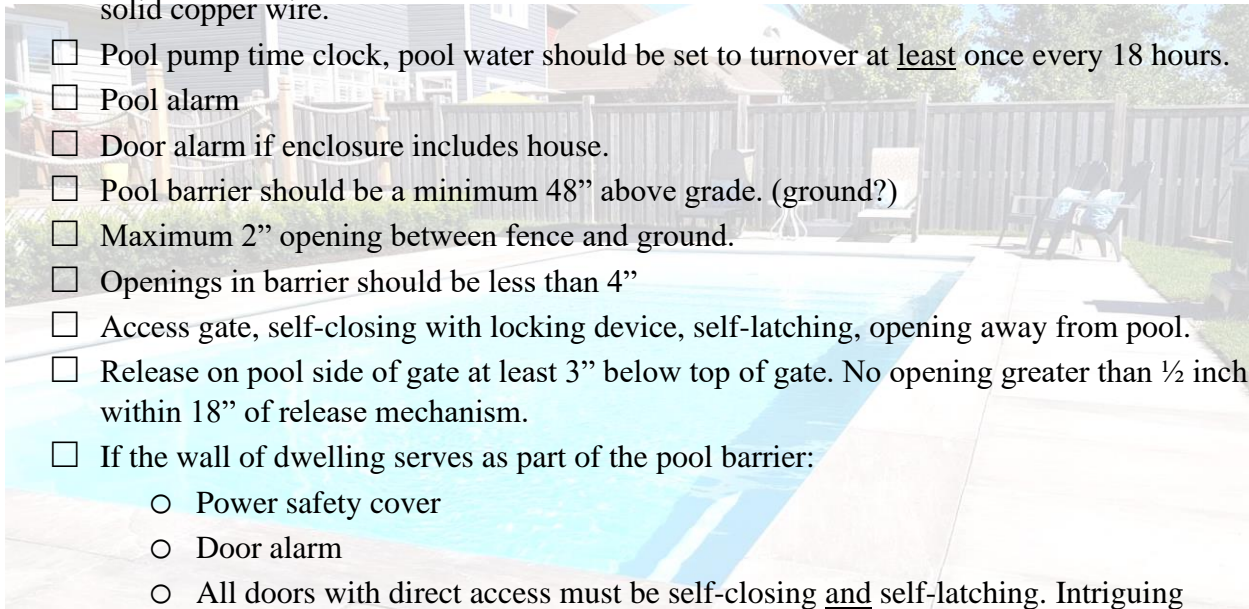 solid copper wire.
☐ Pool pump time clock, pool water should be set to turnover at least once every 18 hours.
☐ Pool alarm
☐ Door alarm if enclosure includes house.
☐ Pool barrier should be a minimum 48” above grade. (ground?)
☐ Maximum 2” opening between fence and ground.
☐ Openings in barrier should be less than 4”
☐ Access gate, self-closing with locking device, self-latching, opening away from pool.
☐ Release on pool side of gate at least 3” below top of gate. No opening greater than ½ inch
within 18” of release mechanism.
☐ If the wall of dwelling serves as part of the pool barrier:
o Power safety cover
o Door alarm
o All doors with direct access must be self-closing and self-latching. Intriguing